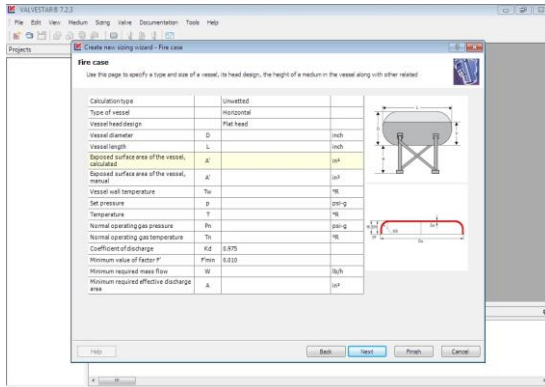 VALVESTAR® 7.2.3
File Edit View Medium Sizing Valve Documentation Tools Help
Projects
Create new sizing wizard - Fire case
Fire case
Use this page to specify a type and size of a vessel, its head design, the height of a medium in the vessel along with other related
Calculation type Unwetted
Type of vessel Horizontal
Vessel head design Flat head
Vessel diameter D inch
Vessel length L inch
Exposed surface area of the vessel, calculated A' in²
Exposed surface area of the vessel, manual A' in²
Vessel wall temperature Tw °R
Set pressure p psi-g
Temperature T °R
Normal operating gas pressure Pn psi-g
Normal operating gas temperature Tn °R
Coefficient of discharge Kd 0.975
Minimum value of factor F' F'min 0.010
Minimum required mass flow W lb/h
Minimum required effective discharge area A in²
L
Help
Back
Next
Finish
Cancel